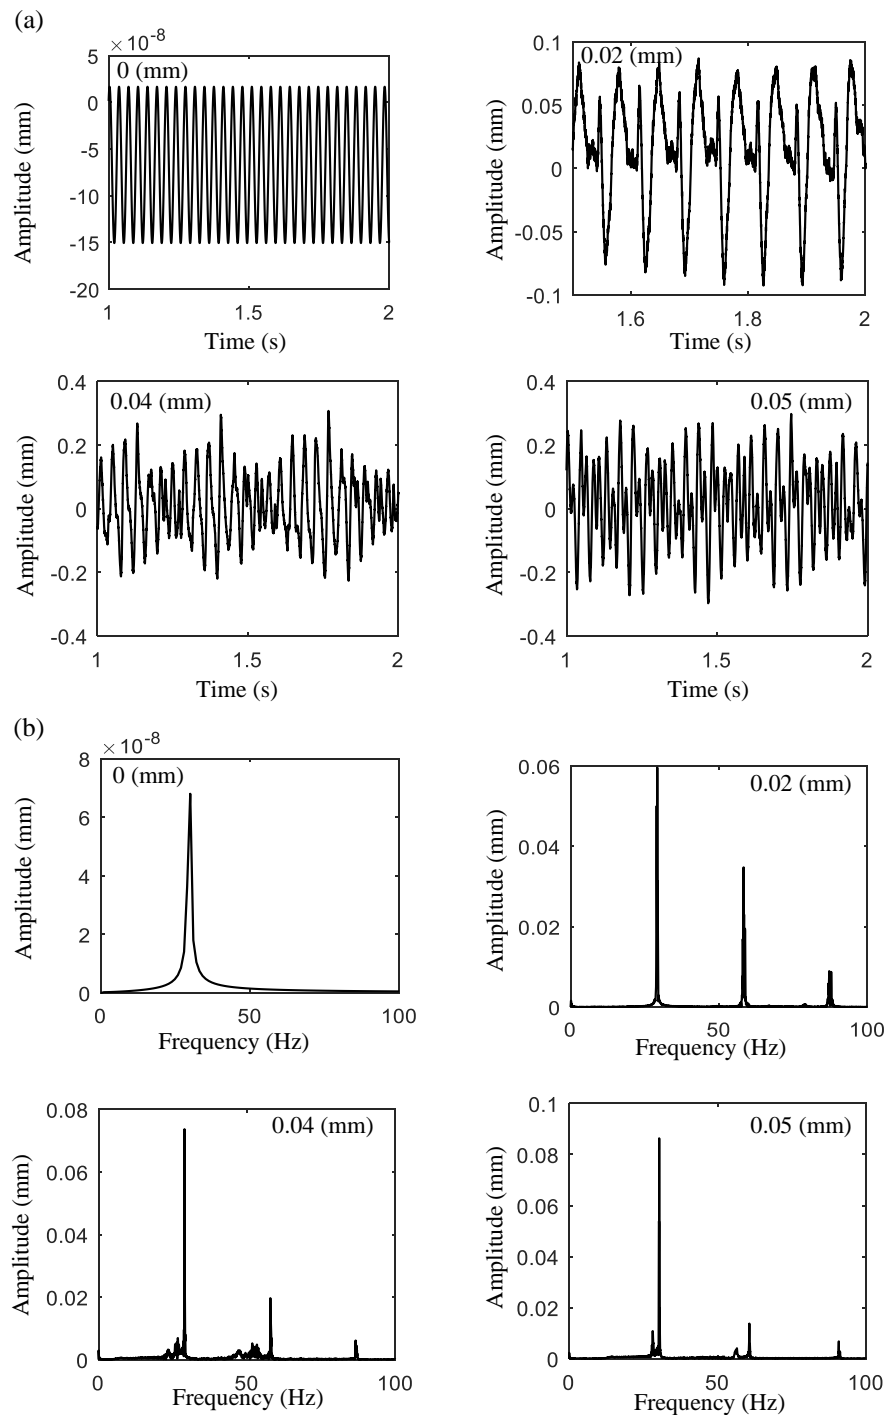 (a)
×10-8
0 (mm)
5
0
-5
-10
-15
-20
Amplitude (mm)
1
1.5
2
Time (s)
0.02 (mm)
0.1
0.05
0
-0.05
-0.1
Amplitude (mm)
1.6
1.8
2
Time (s)
0.04 (mm)
0.4
0.2
0
-0.2
-0.4
Amplitude (mm)
1
1.5
2
Time (s)
0.05 (mm)
0.4
0.2
0
-0.2
-0.4
Amplitude (mm)
1
1.5
2
Time (s)
(b)
×10-8
0 (mm)
8
6
4
2
0
Amplitude (mm)
0
50
100
Frequency (Hz)
0.02 (mm)
0.06
0.04
0.02
0
Amplitude (mm)
0
50
100
Frequency (Hz)
0.04 (mm)
0.08
0.06
0.04
0.02
0
Amplitude (mm)
0
50
100
Frequency (Hz)
0.05 (mm)
0.1
0.08
0.06
0.04
0.02
0
Amplitude (mm)
0
50
100
Frequency (Hz)